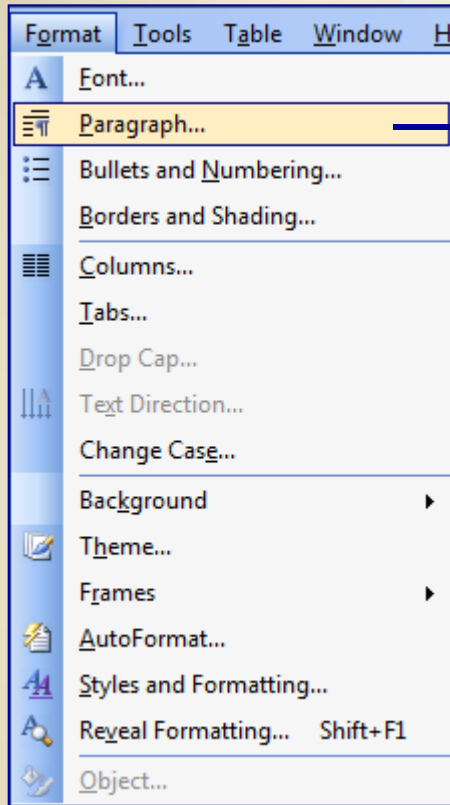 Format Tools Table Window H
Font...
Paragraph...
Bullets and Numbering...
Borders and Shading...
Columns...
Tabs...
Drop Cap...
Text Direction...
Change Case...
Background
Theme...
Frames
AutoFormat...
Styles and Formatting...
Reveal Formatting... Shift+F1
Object...